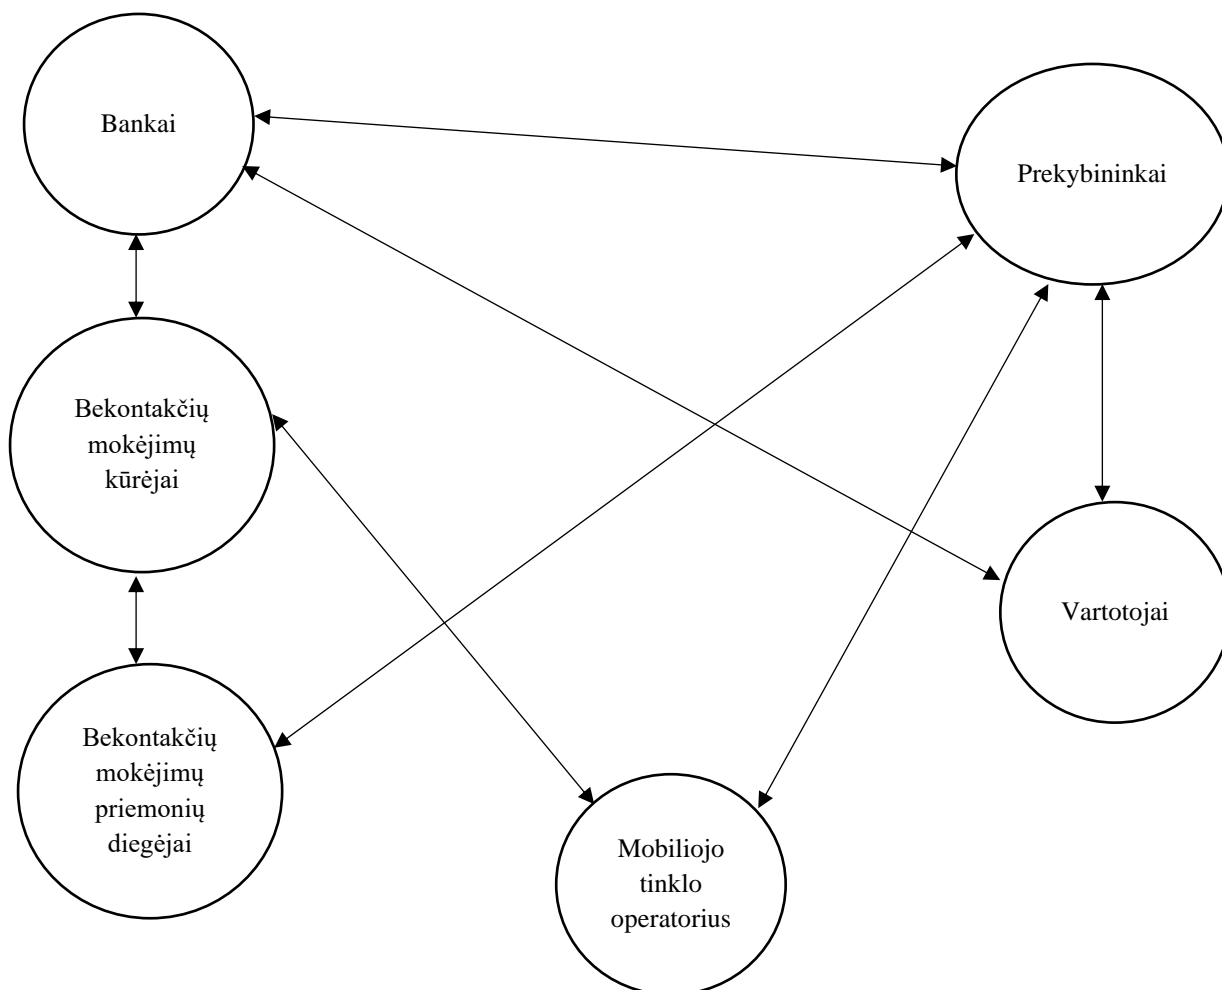 Bankai
Prekybininkai
Bekontakčių
mokėjimų
kūrėjai
Vartotojai
Bekontakčių
mokėjimų
priemonių
diegėjai
Mobiliojo
tinklo
operatorius